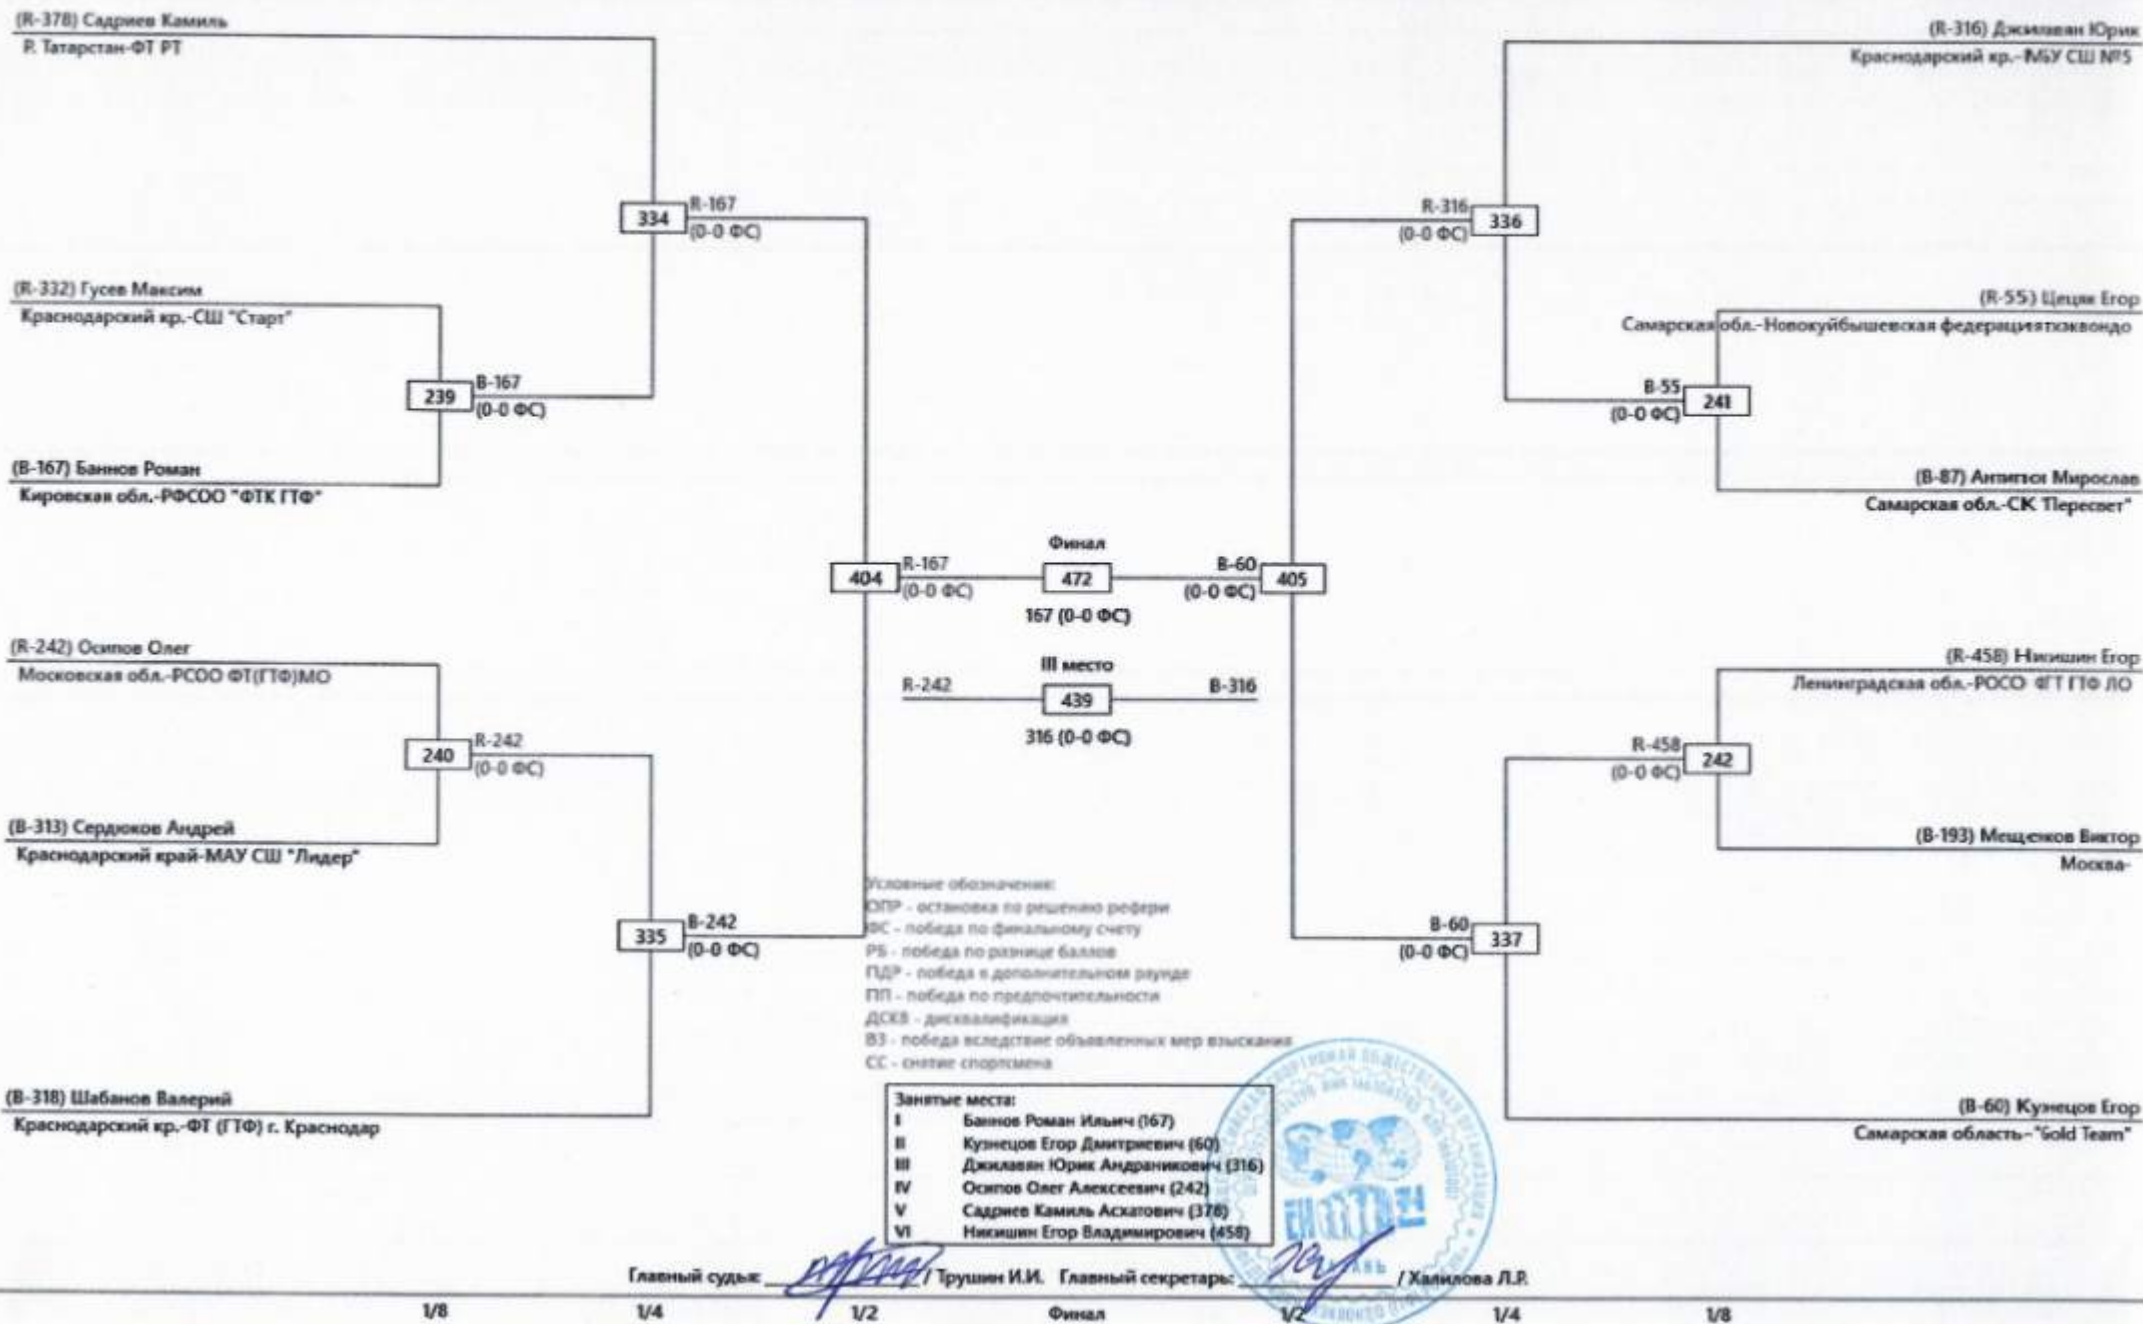 (R-378) Садриев Камиль
Р. Татарстан-ФТ РТ
334
R-167
(0-0 ФС)
(R-332) Гусев Максим
Краснодарский кр.-СШ "Старт"
239
B-167
(0-0 ФС)
(B-167) Баннов Роман
Кировская обл.-РФСОО "ФТК ГТФ"
404
R-167
(0-0 ФС)
(R-242) Осипов Олег
Московская обл.-РСОО ФТ(ГТФ)МО
240
R-242
(0-0 ФС)
(B-313) Сердюков Андрей
Краснодарский край-МАУ СШ "Лидер"
335
B-242
(0-0 ФС)
(B-318) Шабанов Валерий
Краснодарский кр.-ФТ (ГТФ) г. Краснодар
Финал
472
167 (0-0 ФС)
III место
R-242
439
B-316
316 (0-0 ФС)
(R-316) Джилавян Юрик
Краснодарский кр.-МБУ СШ №5
R-316
(0-0 ФС)
336
(R-55) Цецяк Егор
Самарская обл.-Новокуйбышевская федерация тхэквондо
B-55
(0-0 ФС)
241
(B-87) Мирослав
Самарская обл.-СК "Пересвет"
B-60
(0-0 ФС)
405
(R-458) Никишин Егор
Ленинградская обл.-РОСО ФТ ГТФ ЛО
R-458
(0-0 ФС)
242
(B-193) Мещенков Виктор
Москва-
B-60
(0-0 ФС)
337
(B-60) Кузнецов Егор
Самарская область-"Gold Team"
Условные обозначения:
ОПР - остановка по решению рефери
ФС - победа по финальному счету
РБ - победа по разнице баллов
ПДР - победа в дополнительном раунде
ПП - победа по предпочтительности
ДСКВ - дисквалификация
ВЗ - победа вследствие объявленных мер взыскания
СС - снятие спортсмена
Занятые места:
I Баннов Роман Ильич (167)
II Кузнецов Егор Дмитриевич (60)
III Джилавян Юрик Андраникович (316)
IV Осипов Олег Алексеевич (242)
V Садриев Камиль Асхатович (378)
VI Никишин Егор Владимирович (458)
Главный судья: / Трушин И.И. Главный секретарь: / Халилова Л.Р.
1/8 1/4 1/2 Финал 1/2 1/4 1/8